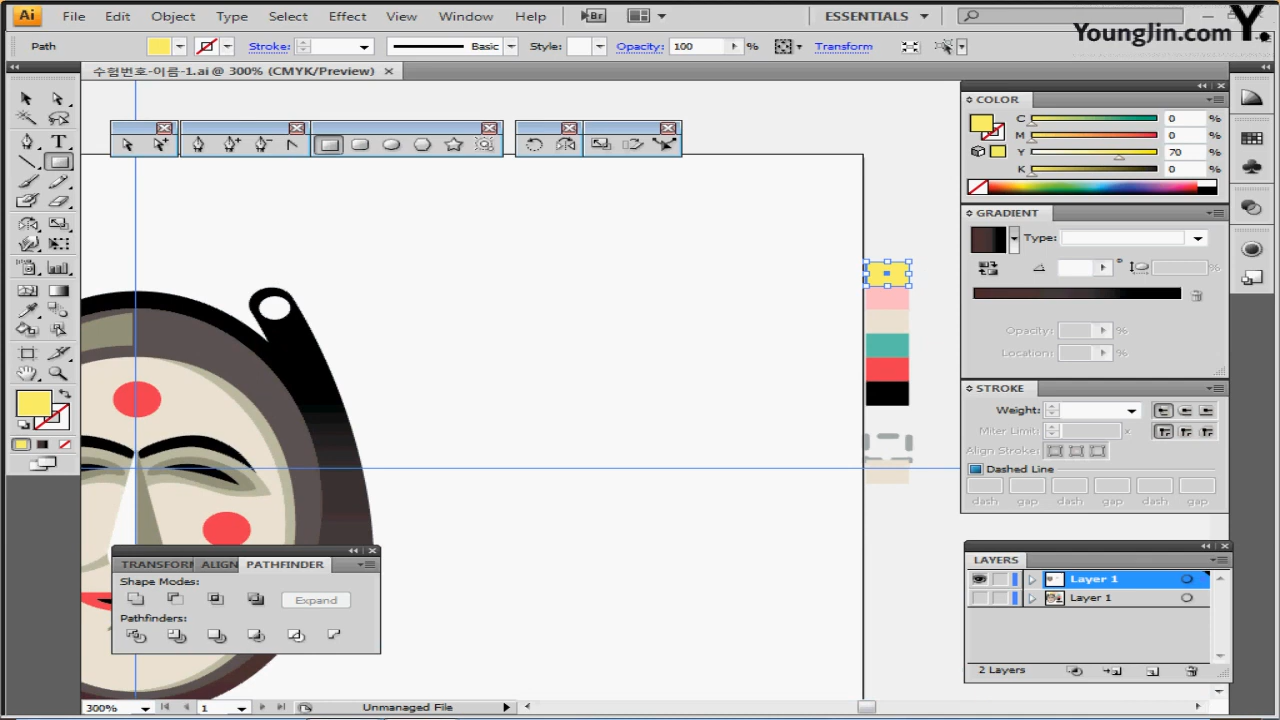 Ai File Edit Object Type Select Effect View Window Help Br ESSENTIALS
YoungJin.com Y.
Path Stroke: Basic Style: Opacity: 100 % Transform
수험번호-이름-1.ai @ 300% (CMYK/Preview)
COLOR
C 0 %
M 0 %
Y 70 %
K 0 %
GRADIENT
Type:
°
%
Opacity: %
Location: %
STROKE
Weight:
Miter Limit: x
Align Stroke:
Dashed Line
dash gap dash gap dash gap
TRANSFORM ALIGN PATHFINDER
Shape Modes:
Expand
Pathfinders:
LAYERS
Layer 1
Layer 1
2 Layers
300% 1 Unmanaged File